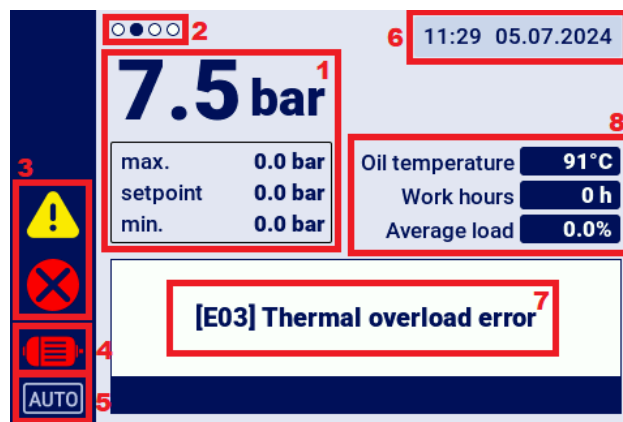 2
6
11:29 05.07.2024
7.5 bar
1
8
max. 0.0 bar
setpoint 0.0 bar
min. 0.0 bar
Oil temperature 91°C
Work hours 0 h
Average load 0.0%
3
[E03] Thermal overload error
7
4
AUTO
5